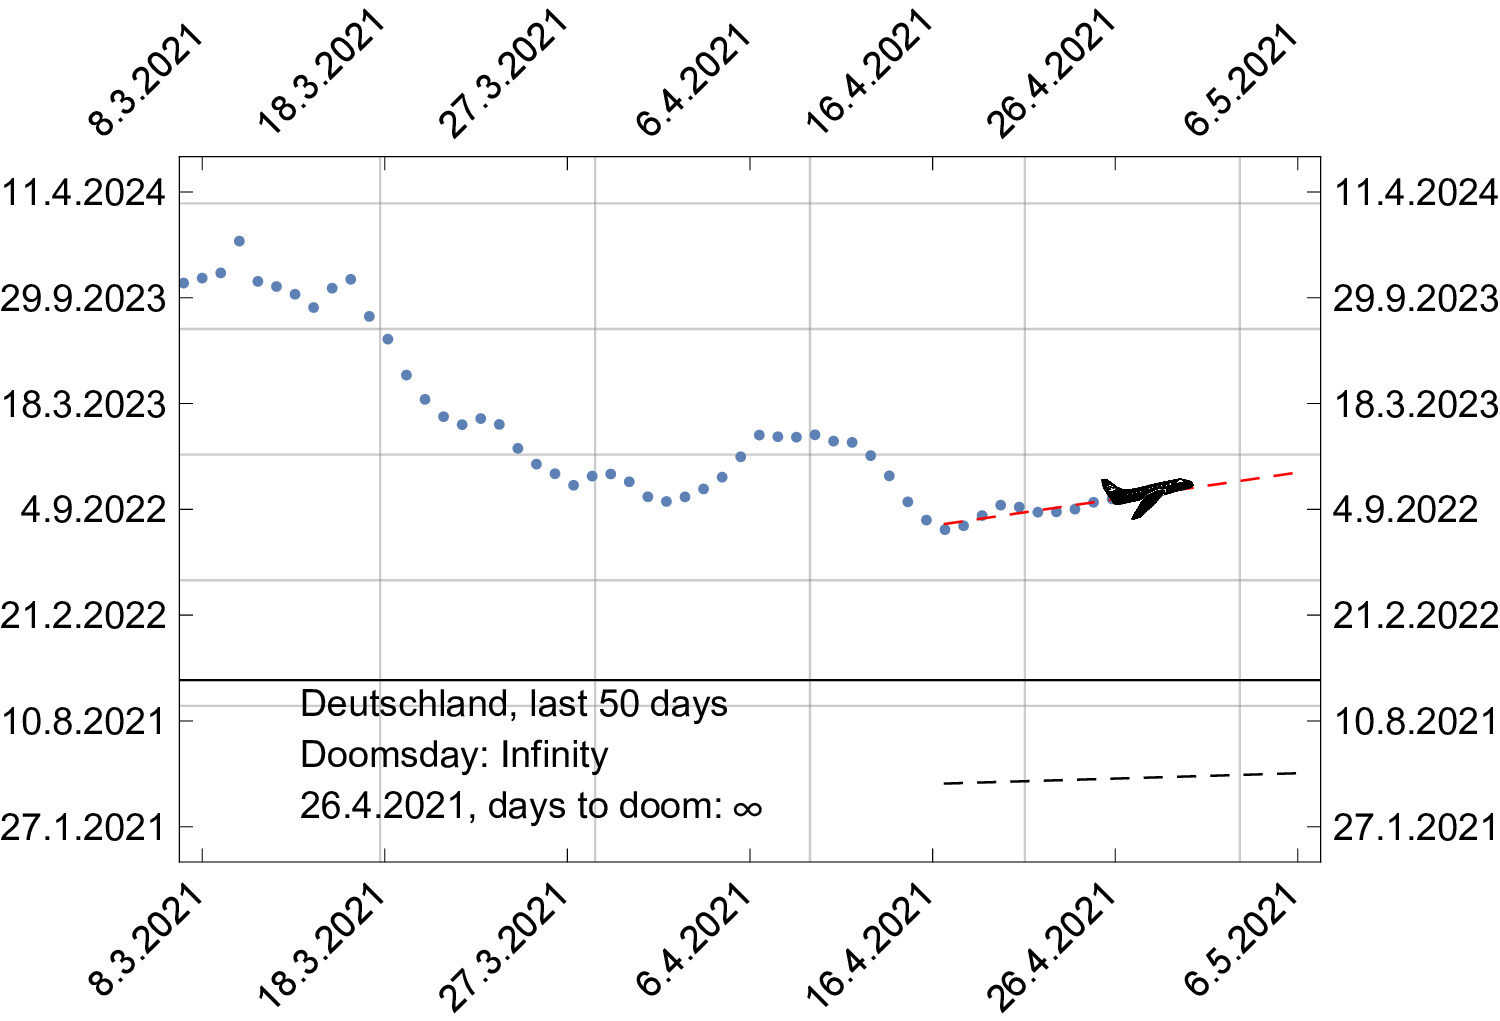 8.3.2021 18.3.2021 27.3.2021 6.4.2021 16.4.2021 26.4.2021 6.5.2021
11.4.2024 11.4.2024
29.9.2023 29.9.2023
18.3.2023 18.3.2023
4.9.2022 4.9.2022
21.2.2022 21.2.2022
Deutschland, last 50 days
10.8.2021 10.8.2021
Doomsday: Infinity
26.4.2021, days to doom: ∞
27.1.2021 27.1.2021
8.3.2021 18.3.2021 27.3.2021 6.4.2021 16.4.2021 26.4.2021 6.5.2021